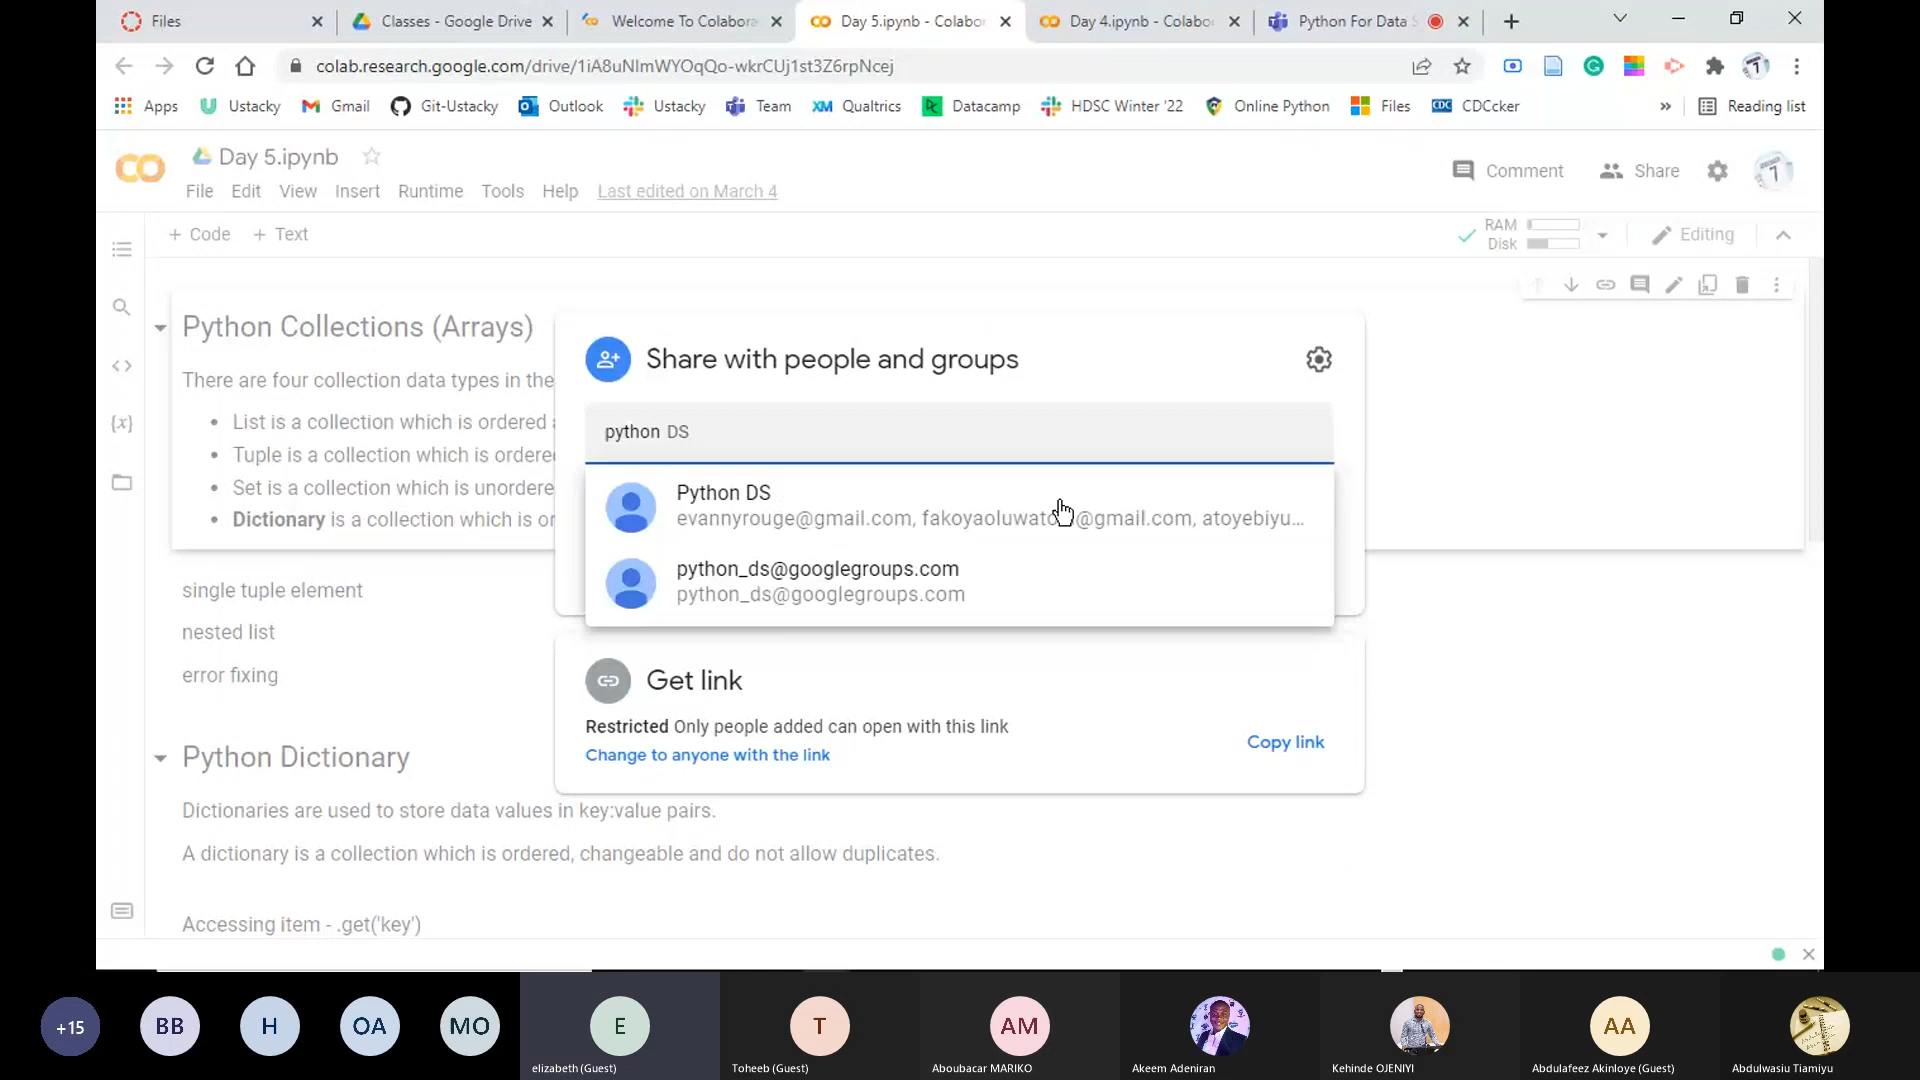 Files
Classes - Google Drive
Welcome To Colabora
Day 5.ipynb - Colabor
Day 4.ipynb - Colabo
Python For Data S
colab.research.google.com/drive/1iA8uNlmWYOqQo-wkrCUj1st3Z6rpNcej
Apps
Ustacky
Gmail
Git-Ustacky
Outlook
Ustacky
Team
XM Qualtrics
Datacamp
HDSC Winter '22
Online Python
Files
CDC CDCcker
»
Reading list
Day 5.ipynb
File Edit View Insert Runtime Tools Help Last edited on March 4
Comment
Share
+ Code + Text
RAM
Disk
Editing
Python Collections (Arrays)
There are four collection data types in the
• List is a collection which is ordered
• Tuple is a collection which is ordere
• Set is a collection which is unordere
• Dictionary is a collection which is or
single tuple element
nested list
error fixing
Share with people and groups
python DS
Python DS
evannyrouge@gmail.com, fakoyaoluwato @gmail.com, atoyebiyu...
python_ds@googlegroups.com
python_ds@googlegroups.com
Get link
Restricted Only people added can open with this link
Change to anyone with the link
Copy link
Python Dictionary
Dictionaries are used to store data values in key:value pairs.
A dictionary is a collection which is ordered, changeable and do not allow duplicates.
Accessing item - .get('key')
+15
BB
H
OA
MO
E
T
AM
AA
elizabeth (Guest)
Toheeb (Guest)
Aboubacar MARIKO
Akeem Adeniran
Kehinde OJENIYI
Abdulafeez Akinloye (Guest)
Abdulwasiu Tiamiyu